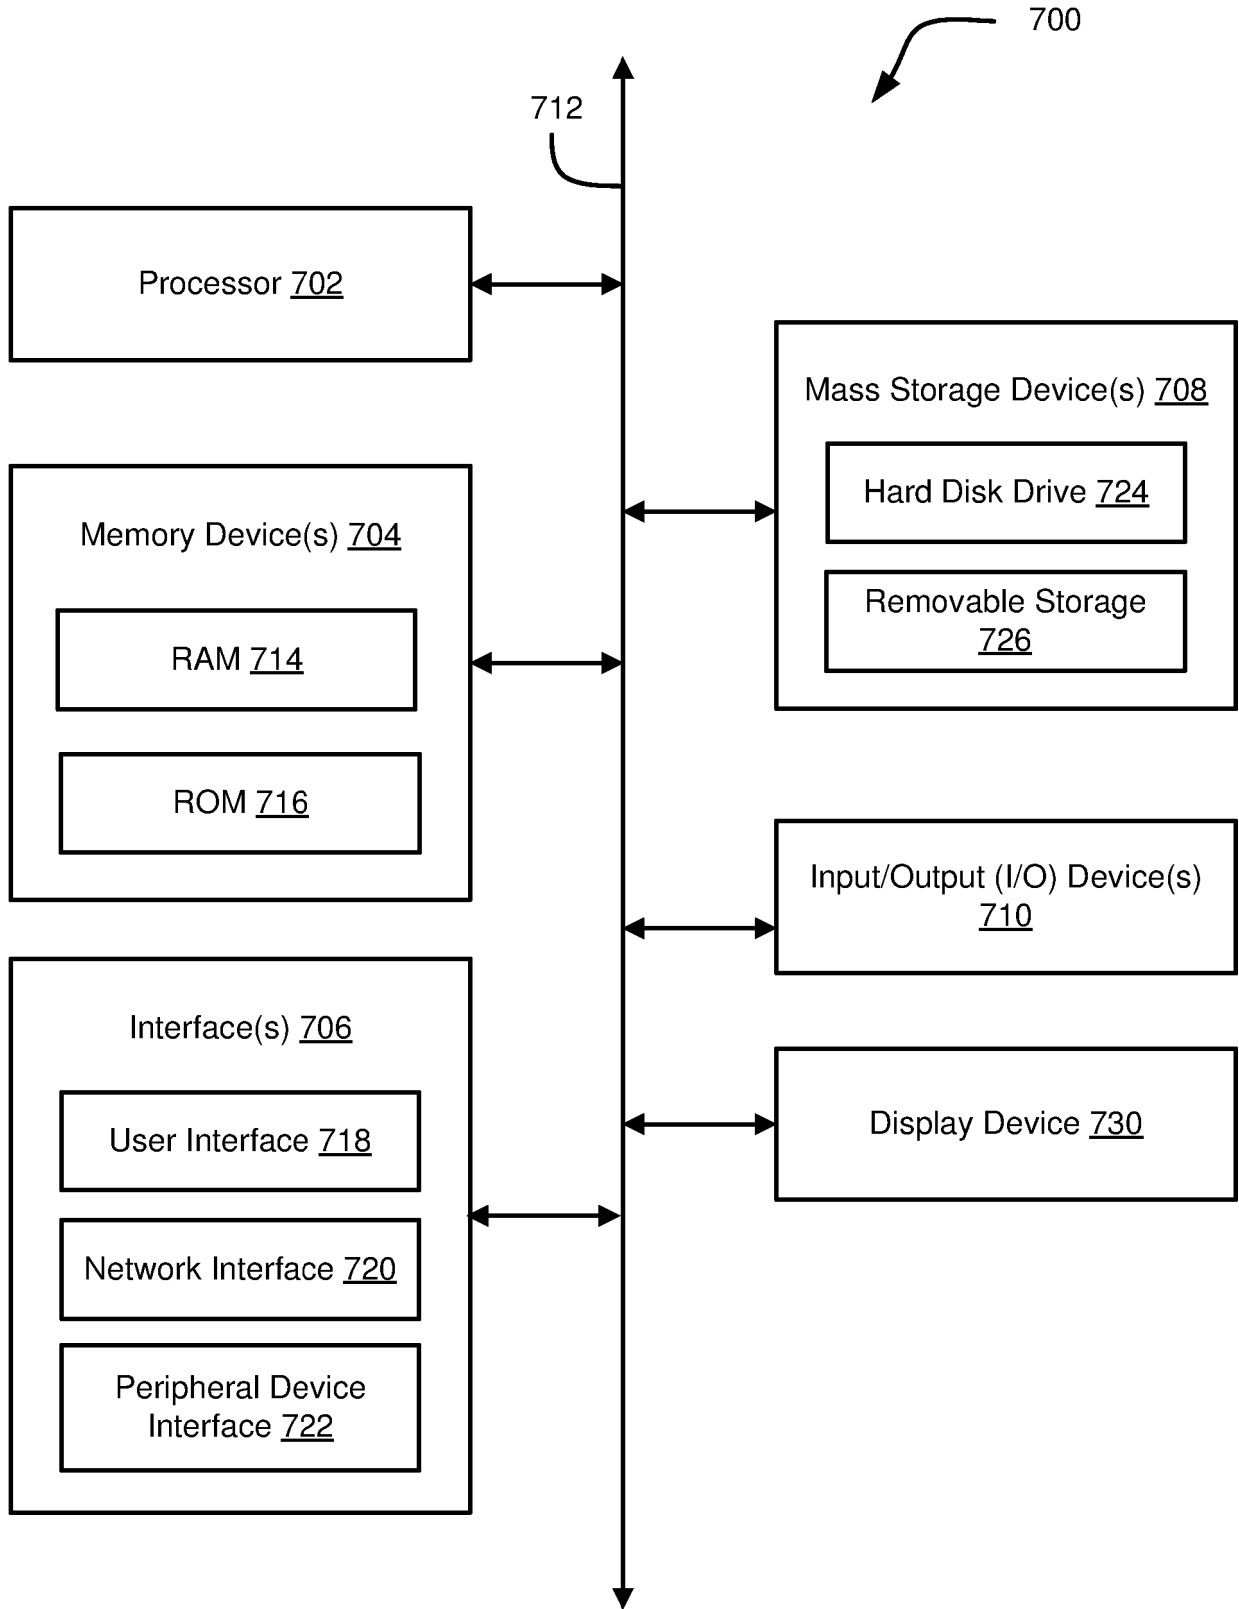 700
712
Processor 702
Memory Device(s) 704
RAM 714
ROM 716
Interface(s) 706
User Interface 718
Network Interface 720
Peripheral Device
Interface 722
Mass Storage Device(s) 708
Hard Disk Drive 724
Removable Storage
726
Input/Output (I/O) Device(s)
710
Display Device 730